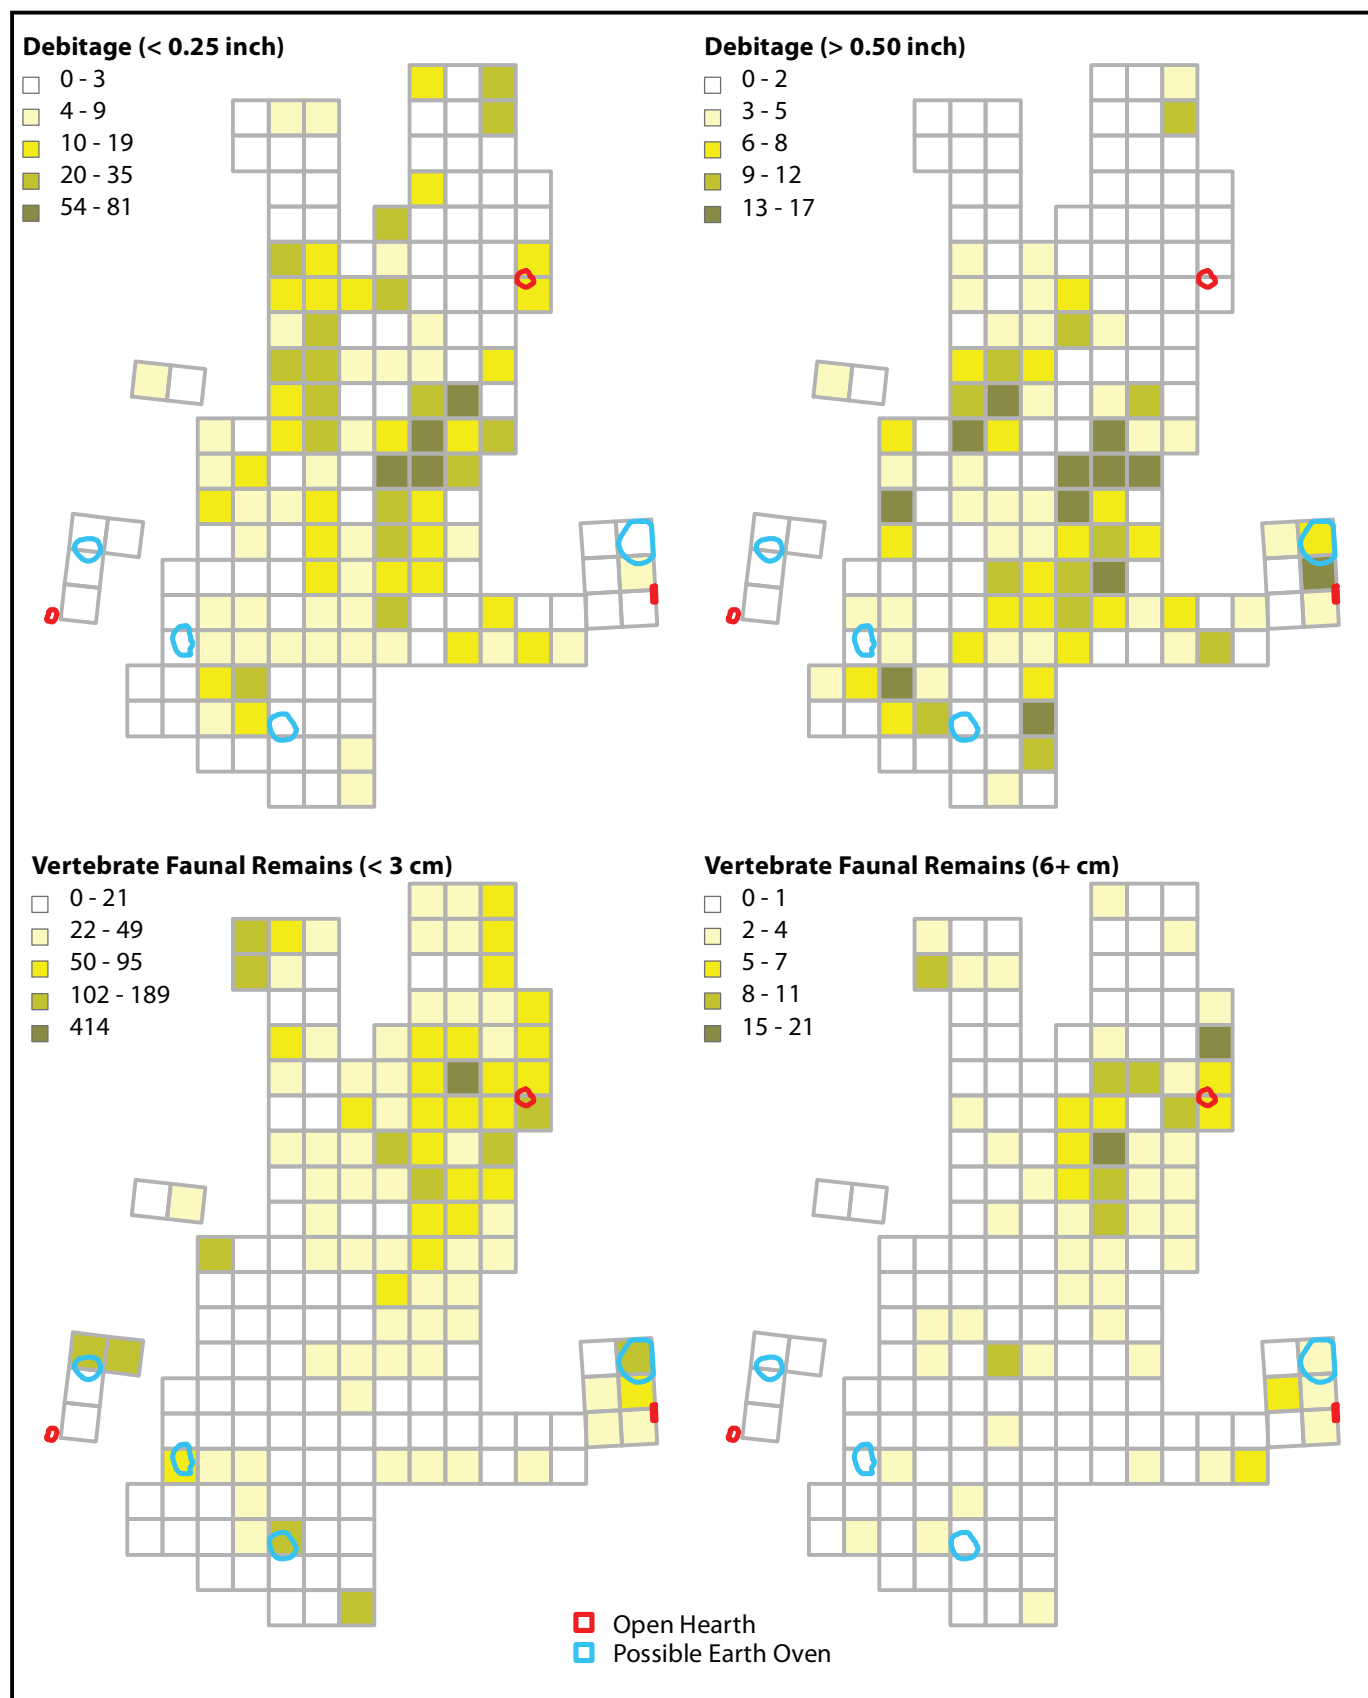 Debitage (< 0.25 inch)
0 - 3
4 - 9
10 - 19
20 - 35
54 - 81
Debitage (> 0.50 inch)
0 - 2
3 - 5
6 - 8
9 - 12
13 - 17
Vertebrate Faunal Remains (< 3 cm)
0 - 21
22 - 49
50 - 95
102 - 189
414
Vertebrate Faunal Remains (6+ cm)
0 - 1
2 - 4
5 - 7
8 - 11
15 - 21
Open Hearth
Possible Earth Oven